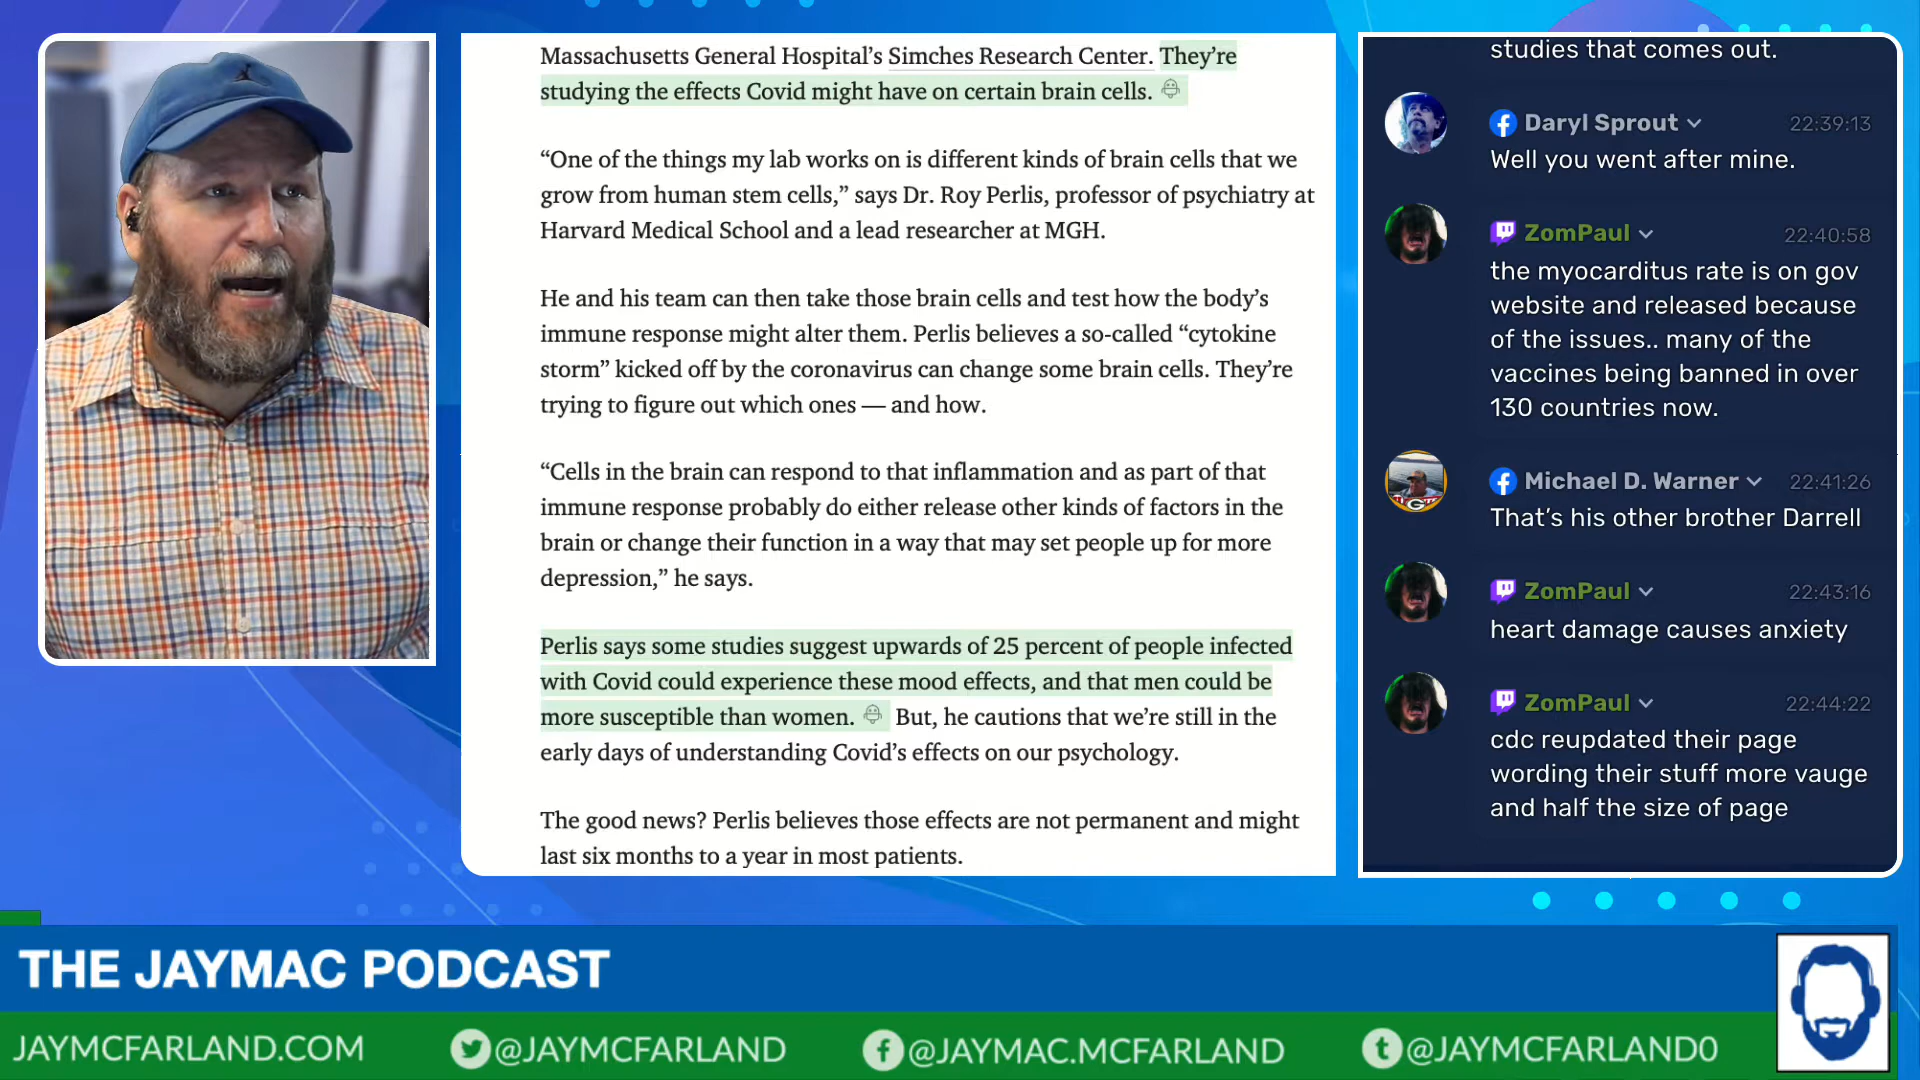 Massachusetts General Hospital’s Simches Research Center. They’re
studying the effects Covid might have on certain brain cells.
“One of the things my lab works on is different kinds of brain cells that we
grow from human stem cells,” says Dr. Roy Perlis, professor of psychiatry at
Harvard Medical School and a lead researcher at MGH.
He and his team can then take those brain cells and test how the body’s
immune response might alter them. Perlis believes a so-called “cytokine
storm” kicked off by the coronavirus can change some brain cells. They’re
trying to figure out which ones — and how.
“Cells in the brain can respond to that inflammation and as part of that
immune response probably do either release other kinds of factors in the
brain or change their function in a way that may set people up for more
depression,” he says.
Perlis says some studies suggest upwards of 25 percent of people infected
with Covid could experience these mood effects, and that men could be
more susceptible than women. But, he cautions that we’re still in the
early days of understanding Covid’s effects on our psychology.
The good news? Perlis believes those effects are not permanent and might
last six months to a year in most patients.
studies that comes out.
Daryl Sprout 22:39:13
Well you went after mine.
ZomPaul 22:40:58
the myocarditus rate is on gov
website and released because
of the issues.. many of the
vaccines being banned in over
130 countries now.
Michael D. Warner 22:41:26
That’s his other brother Darrell
ZomPaul 22:43:16
heart damage causes anxiety
ZomPaul 22:44:22
cdc reupdated their page
wording their stuff more vauge
and half the size of page
THE JAYMAC PODCAST
JAYMCFARLAND.COM @JAYMCFARLAND @JAYMAC.MCFARLAND @JAYMCFARLAND0